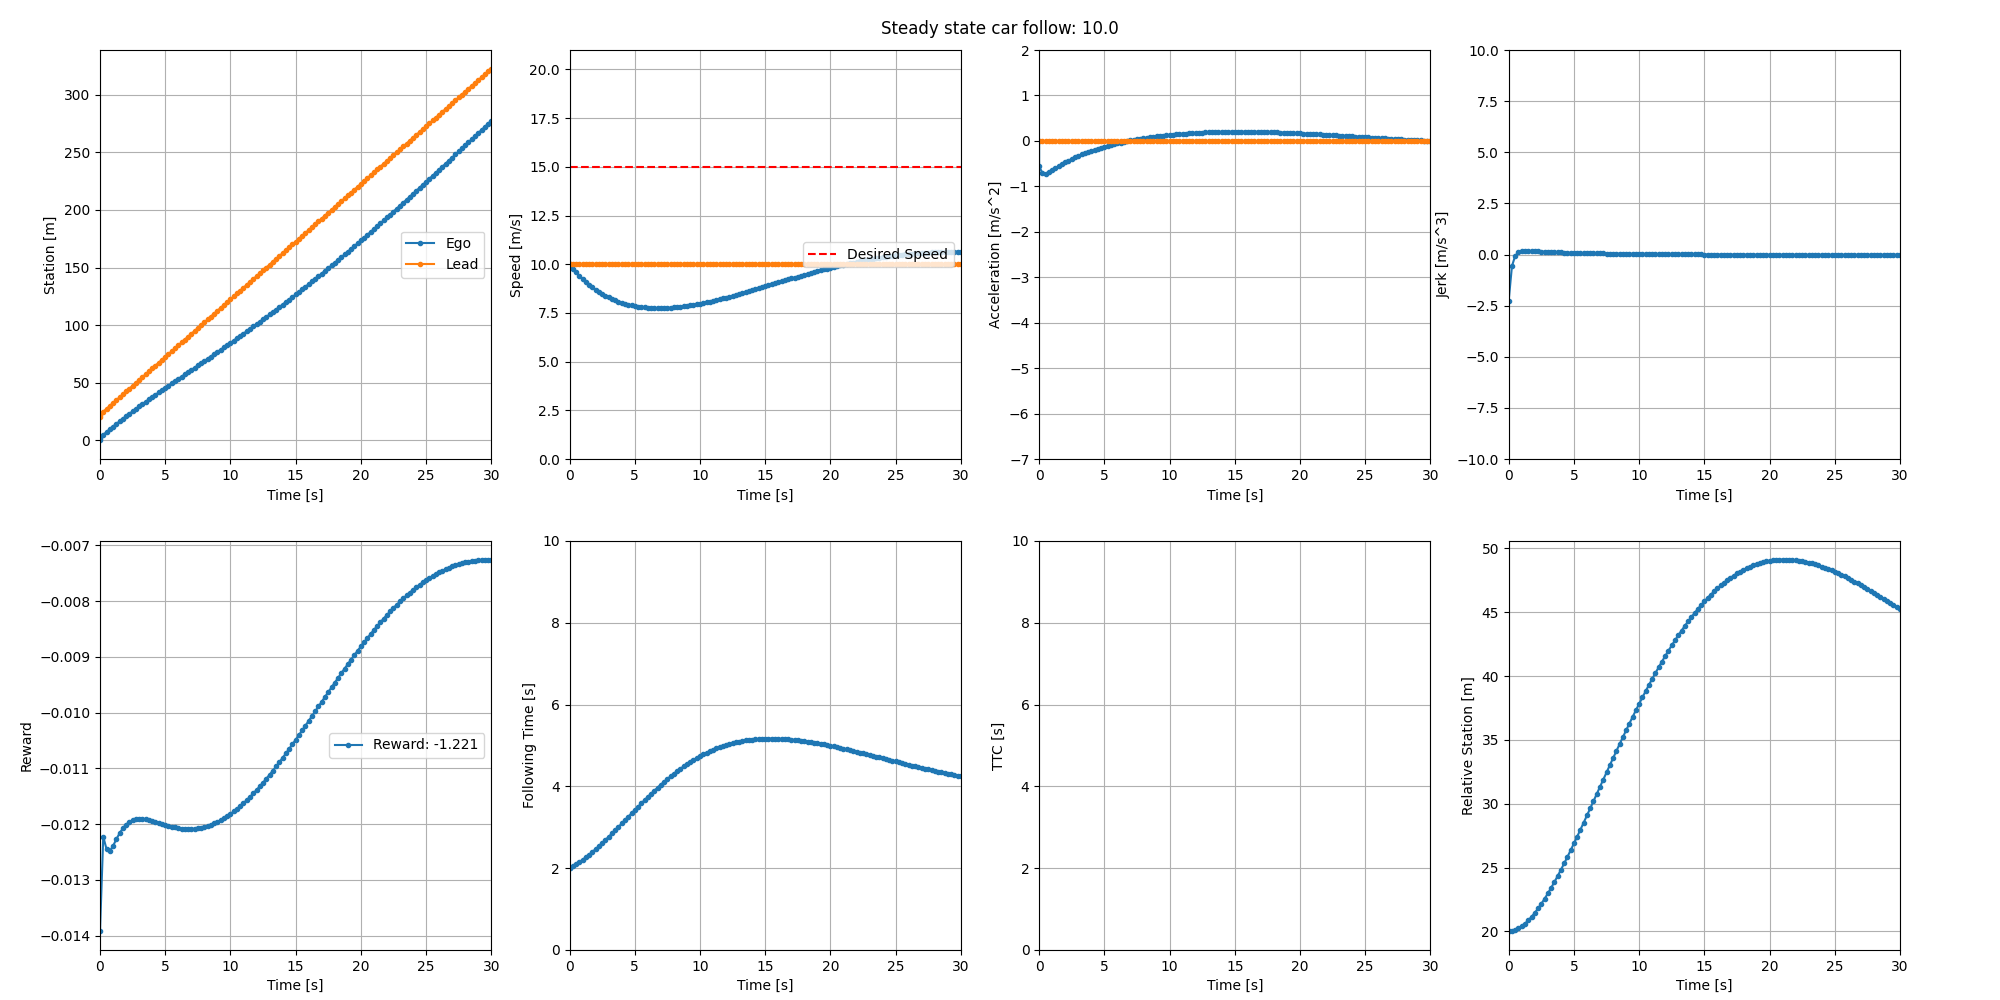 Steady state car follow: 10.0
300
250
200
150
100
50
0
Station [m]
Ego
Lead
0 5 10 15 20 25 30
Time [s]
20.0
17.5
15.0
12.5
10.0
7.5
5.0
2.5
0.0
Speed [m/s]
Desired Speed
0 5 10 15 20 25 30
Time [s]
2
1
0
−1
−2
−3
−4
−5
−6
−7
Acceleration [m/s^2]
0 5 10 15 20 25 30
Time [s]
10.0
7.5
5.0
2.5
0.0
−2.5
−5.0
−7.5
−10.0
Jerk [m/s^3]
0 5 10 15 20 25 30
Time [s]
−0.007
−0.008
−0.009
−0.010
−0.011
−0.012
−0.013
−0.014
Reward
Reward: -1.221
0 5 10 15 20 25 30
Time [s]
10
8
6
4
2
0
Following Time [s]
0 5 10 15 20 25 30
Time [s]
10
8
6
4
2
0
TTC [s]
0 5 10 15 20 25 30
Time [s]
50
45
40
35
30
25
20
Relative Station [m]
0 5 10 15 20 25 30
Time [s]